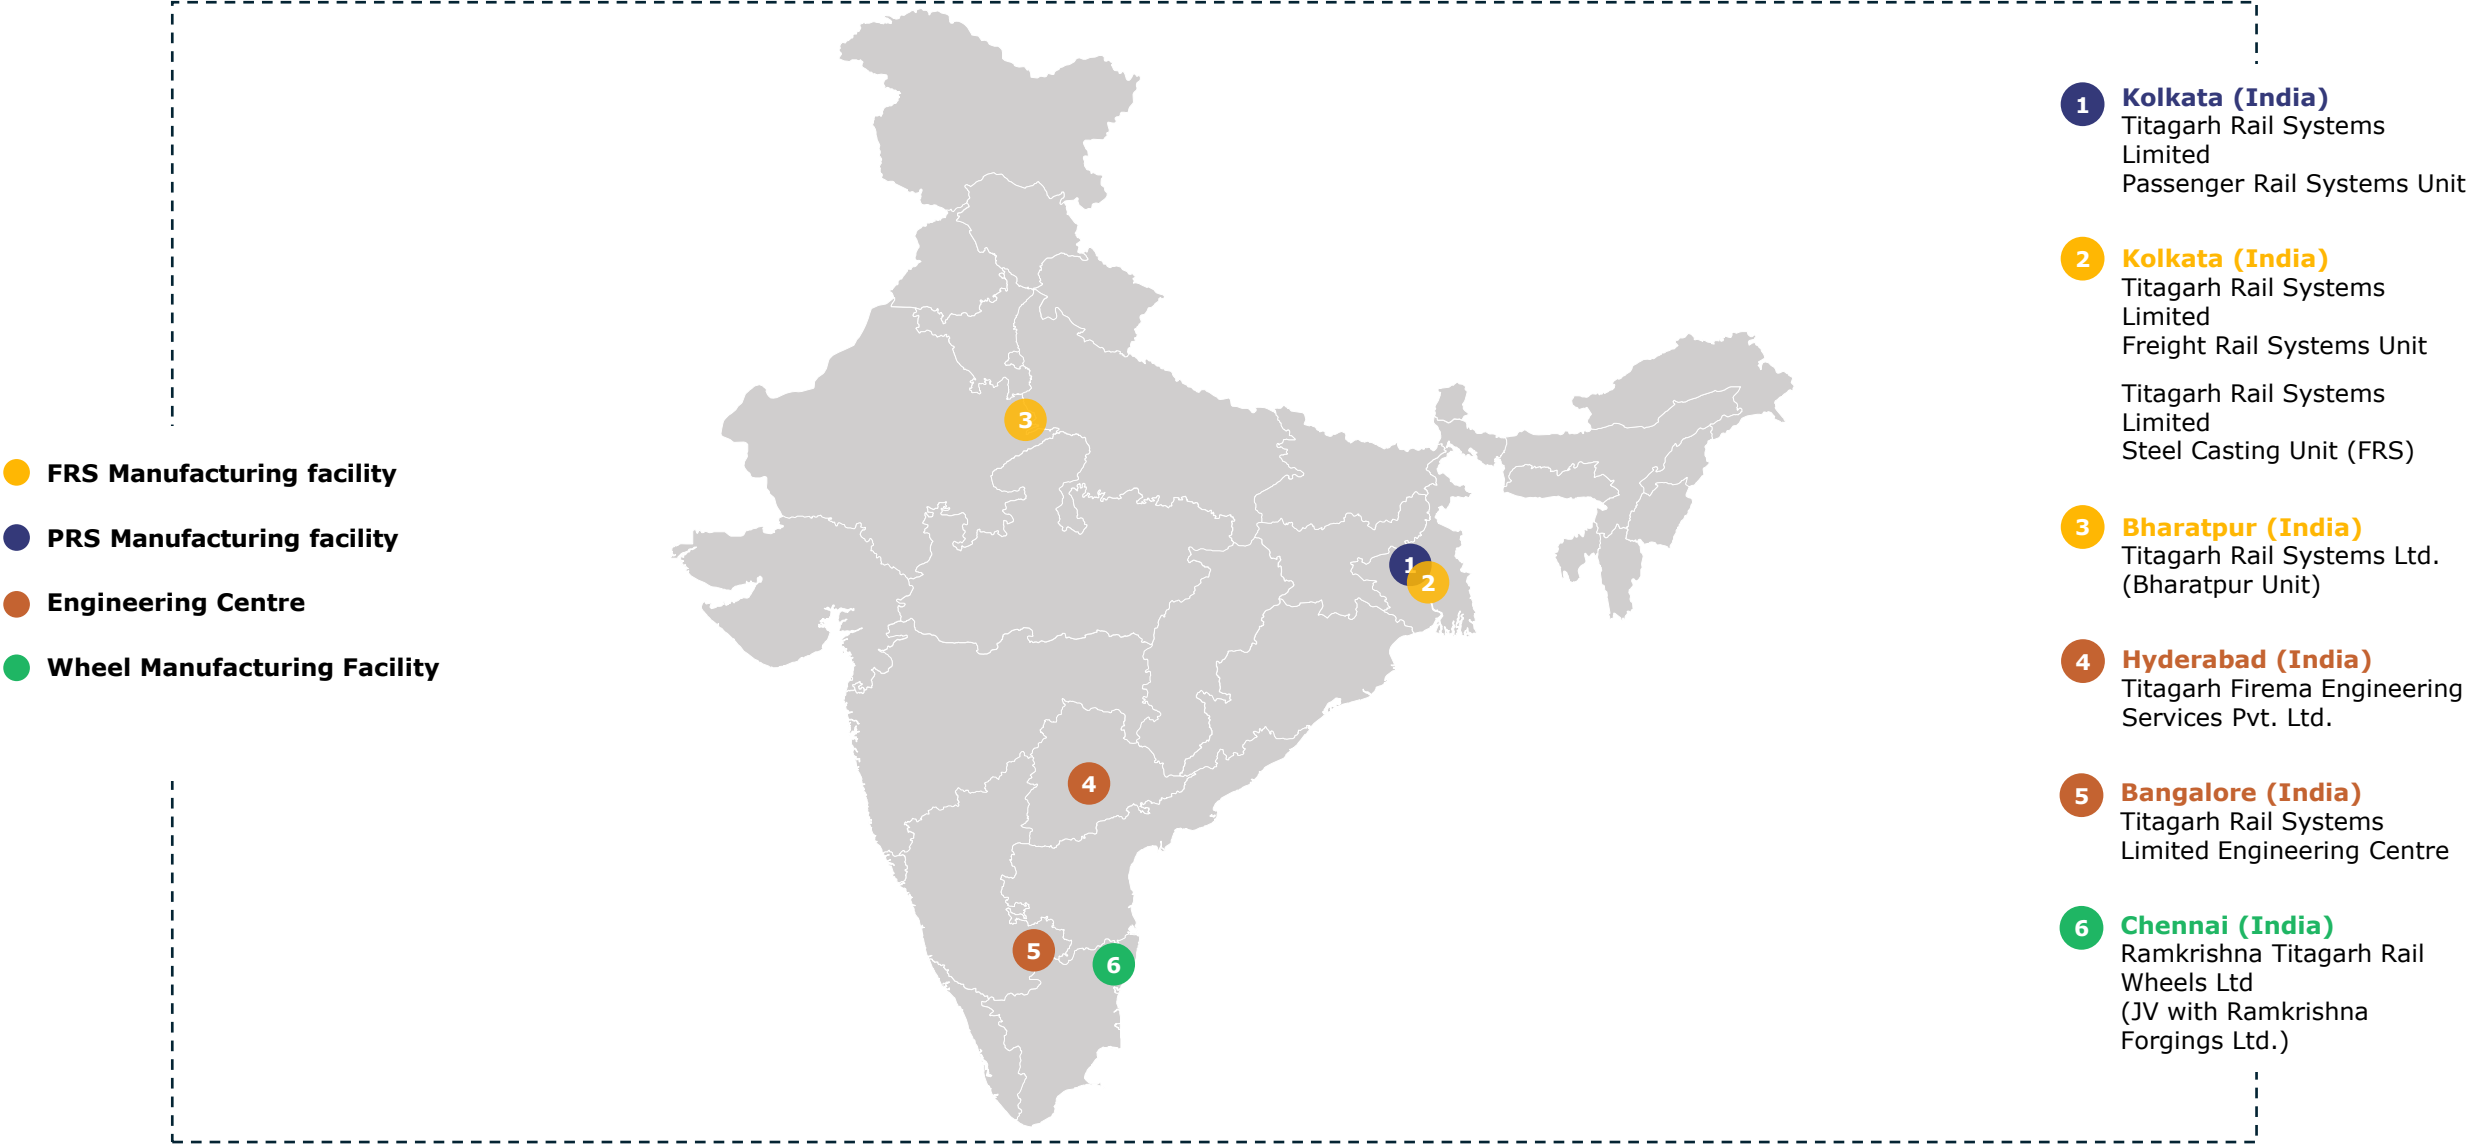 FRS Manufacturing facility
PRS Manufacturing facility
Engineering Centre
Wheel Manufacturing Facility
3
1
2
4
5
6
1
Kolkata (India)
Titagarh Rail Systems
Limited
Passenger Rail Systems Unit
2
Kolkata (India)
Titagarh Rail Systems
Limited
Freight Rail Systems Unit
Titagarh Rail Systems
Limited
Steel Casting Unit (FRS)
3
Bharatpur (India)
Titagarh Rail Systems Ltd.
(Bharatpur Unit)
4
Hyderabad (India)
Titagarh Firema Engineering
Services Pvt. Ltd.
5
Bangalore (India)
Titagarh Rail Systems
Limited Engineering Centre
6
Chennai (India)
Ramkrishna Titagarh Rail
Wheels Ltd
(JV with Ramkrishna
Forgings Ltd.)